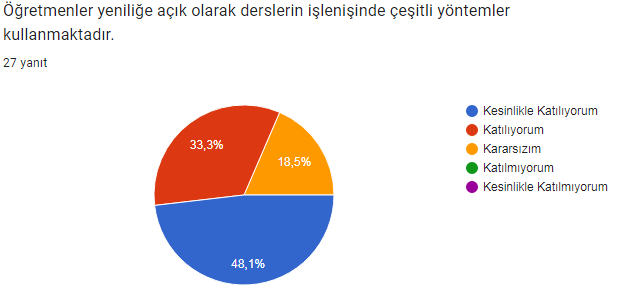 Öğretmenler yeniliğe açık olarak derslerin işlenişinde çeşitli yöntemler
kullanmaktadır.
27 yanıt
Kesinlikle Katılıyorum
Katılıyorum
Kararsızım
Katılmıyorum
Kesinlikle Katılmıyorum
33,3%
18,5%
48,1%